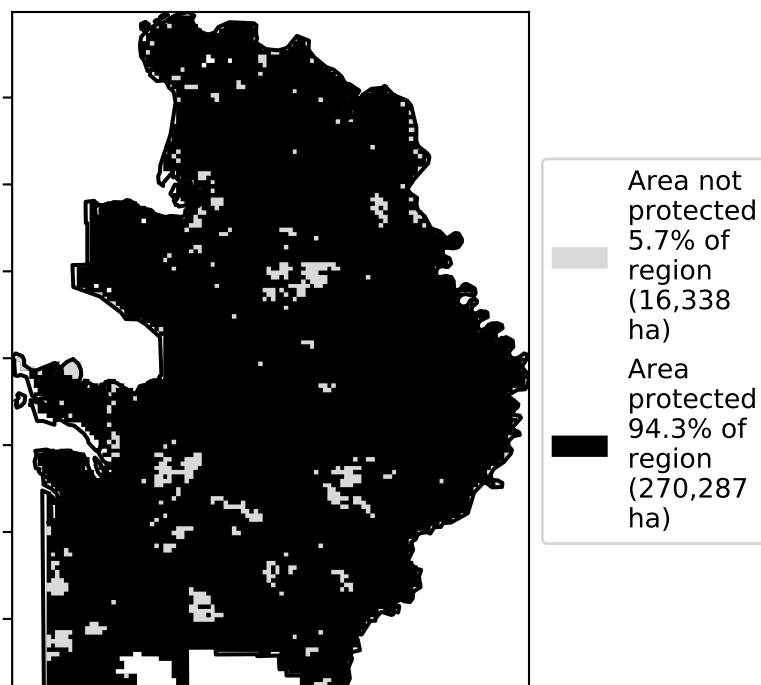 Area not
protected
5.7% of
region
(16,338
ha)
Area
protected
94.3% of
region
(270,287
ha)